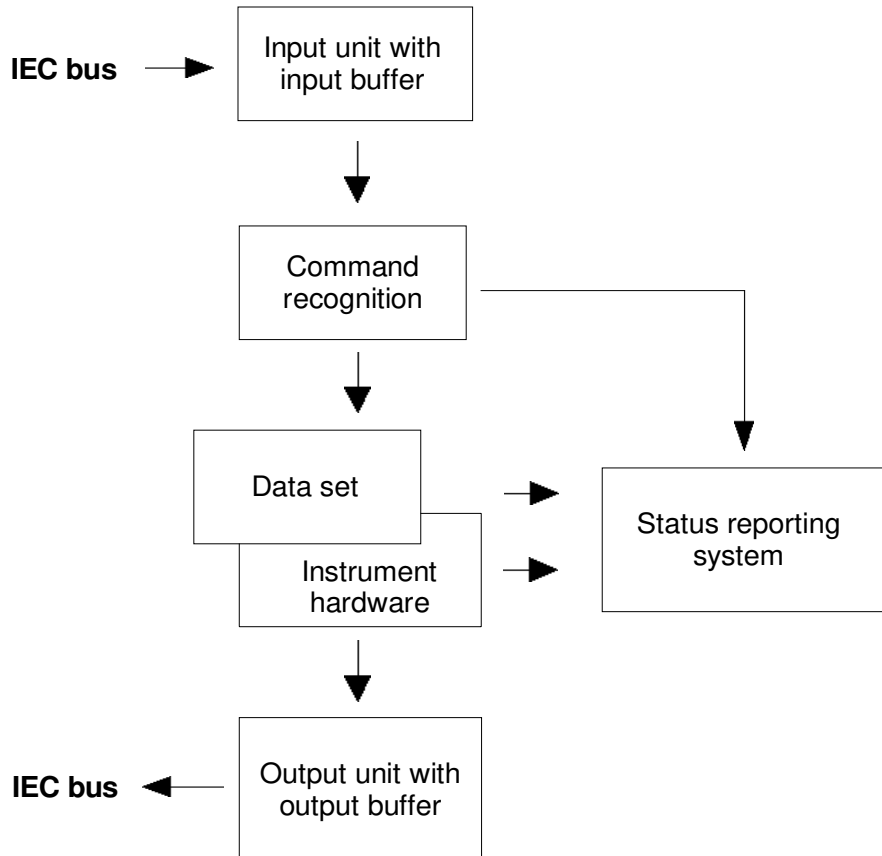 IEC bus
Input unit with
input buffer
Command
recognition
Data set
Instrument
hardware
Status reporting
system
IEC bus
Output unit with
output buffer